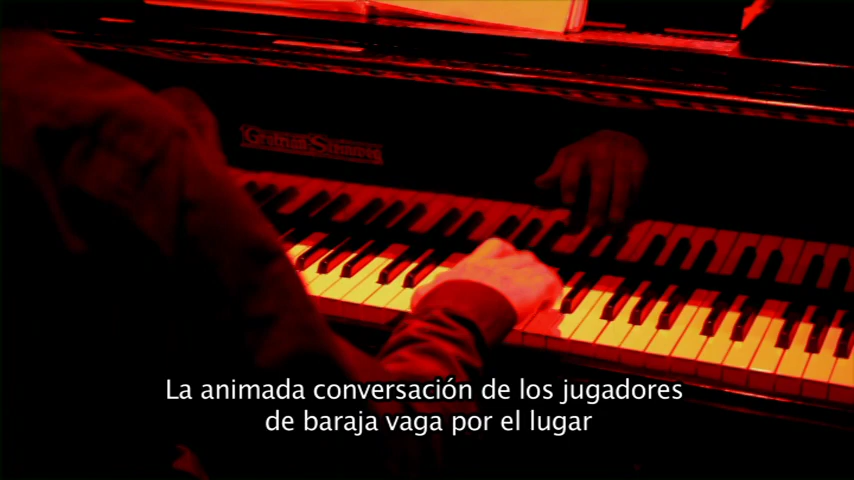 La animada conversación de los jugadores
de baraja vaga por el lugar